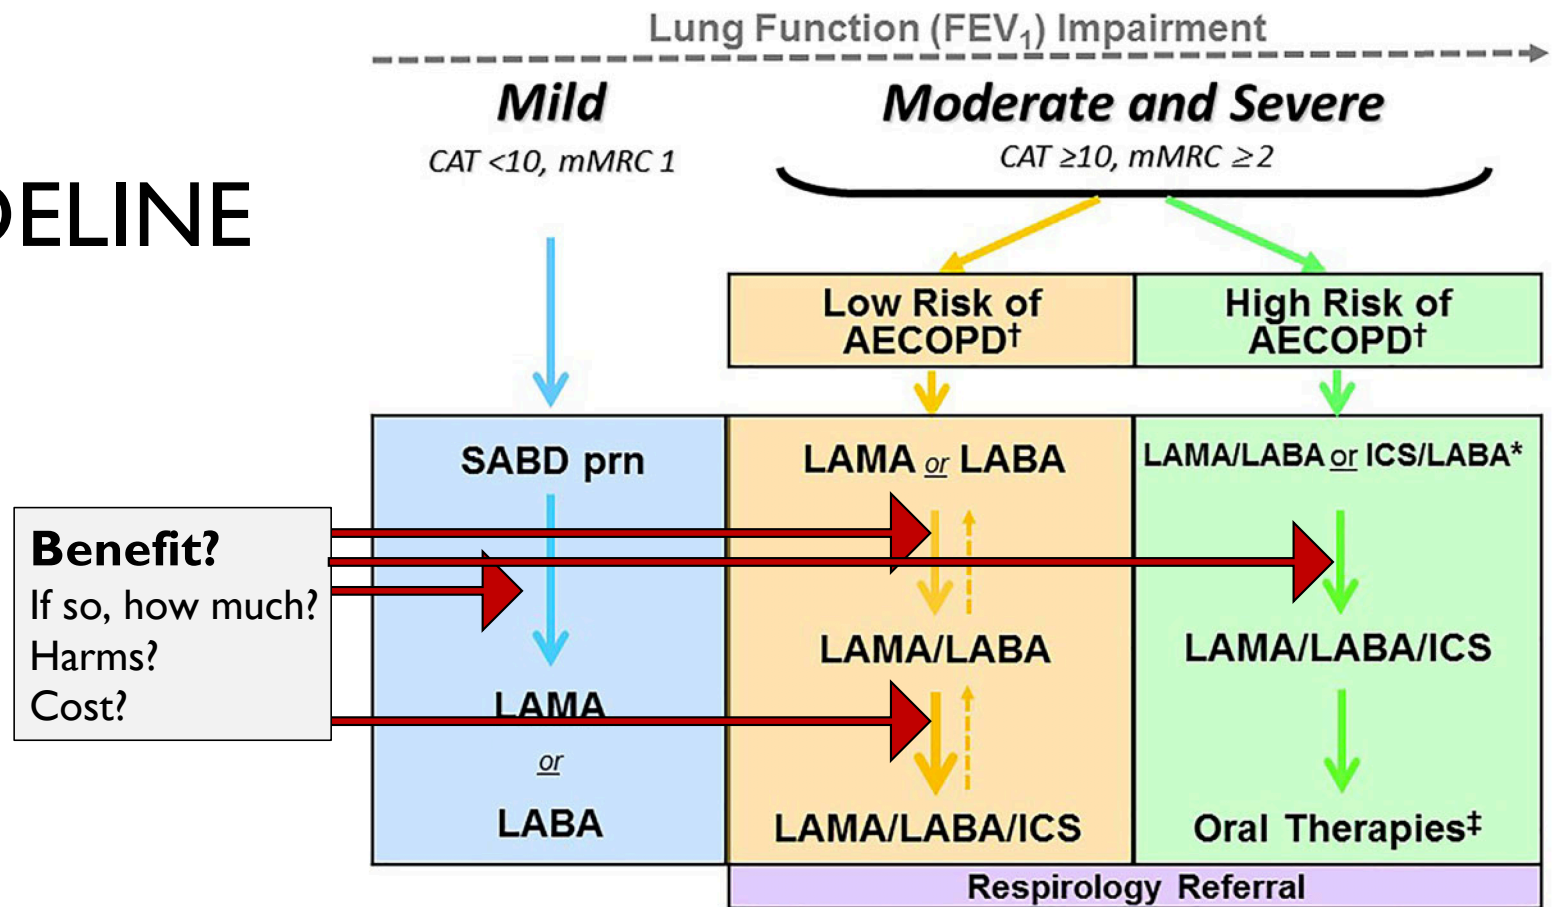 Lung Function (FEV₁) Impairment
Mild
CAT <10, mMRC 1
Moderate and Severe
CAT ≥10, mMRC ≥2
DELINE
Low Risk of
AECOPD†
High Risk of
AECOPD†
SABD prn
LAMA
or
LABA
LAMA or LABA
LAMA/LABA
LAMA/LABA/ICS
LAMA/LABA or ICS/LABA*
LAMA/LABA/ICS
Oral Therapies‡
Respirology Referral
Benefit?
If so, how much?
Harms?
Cost?